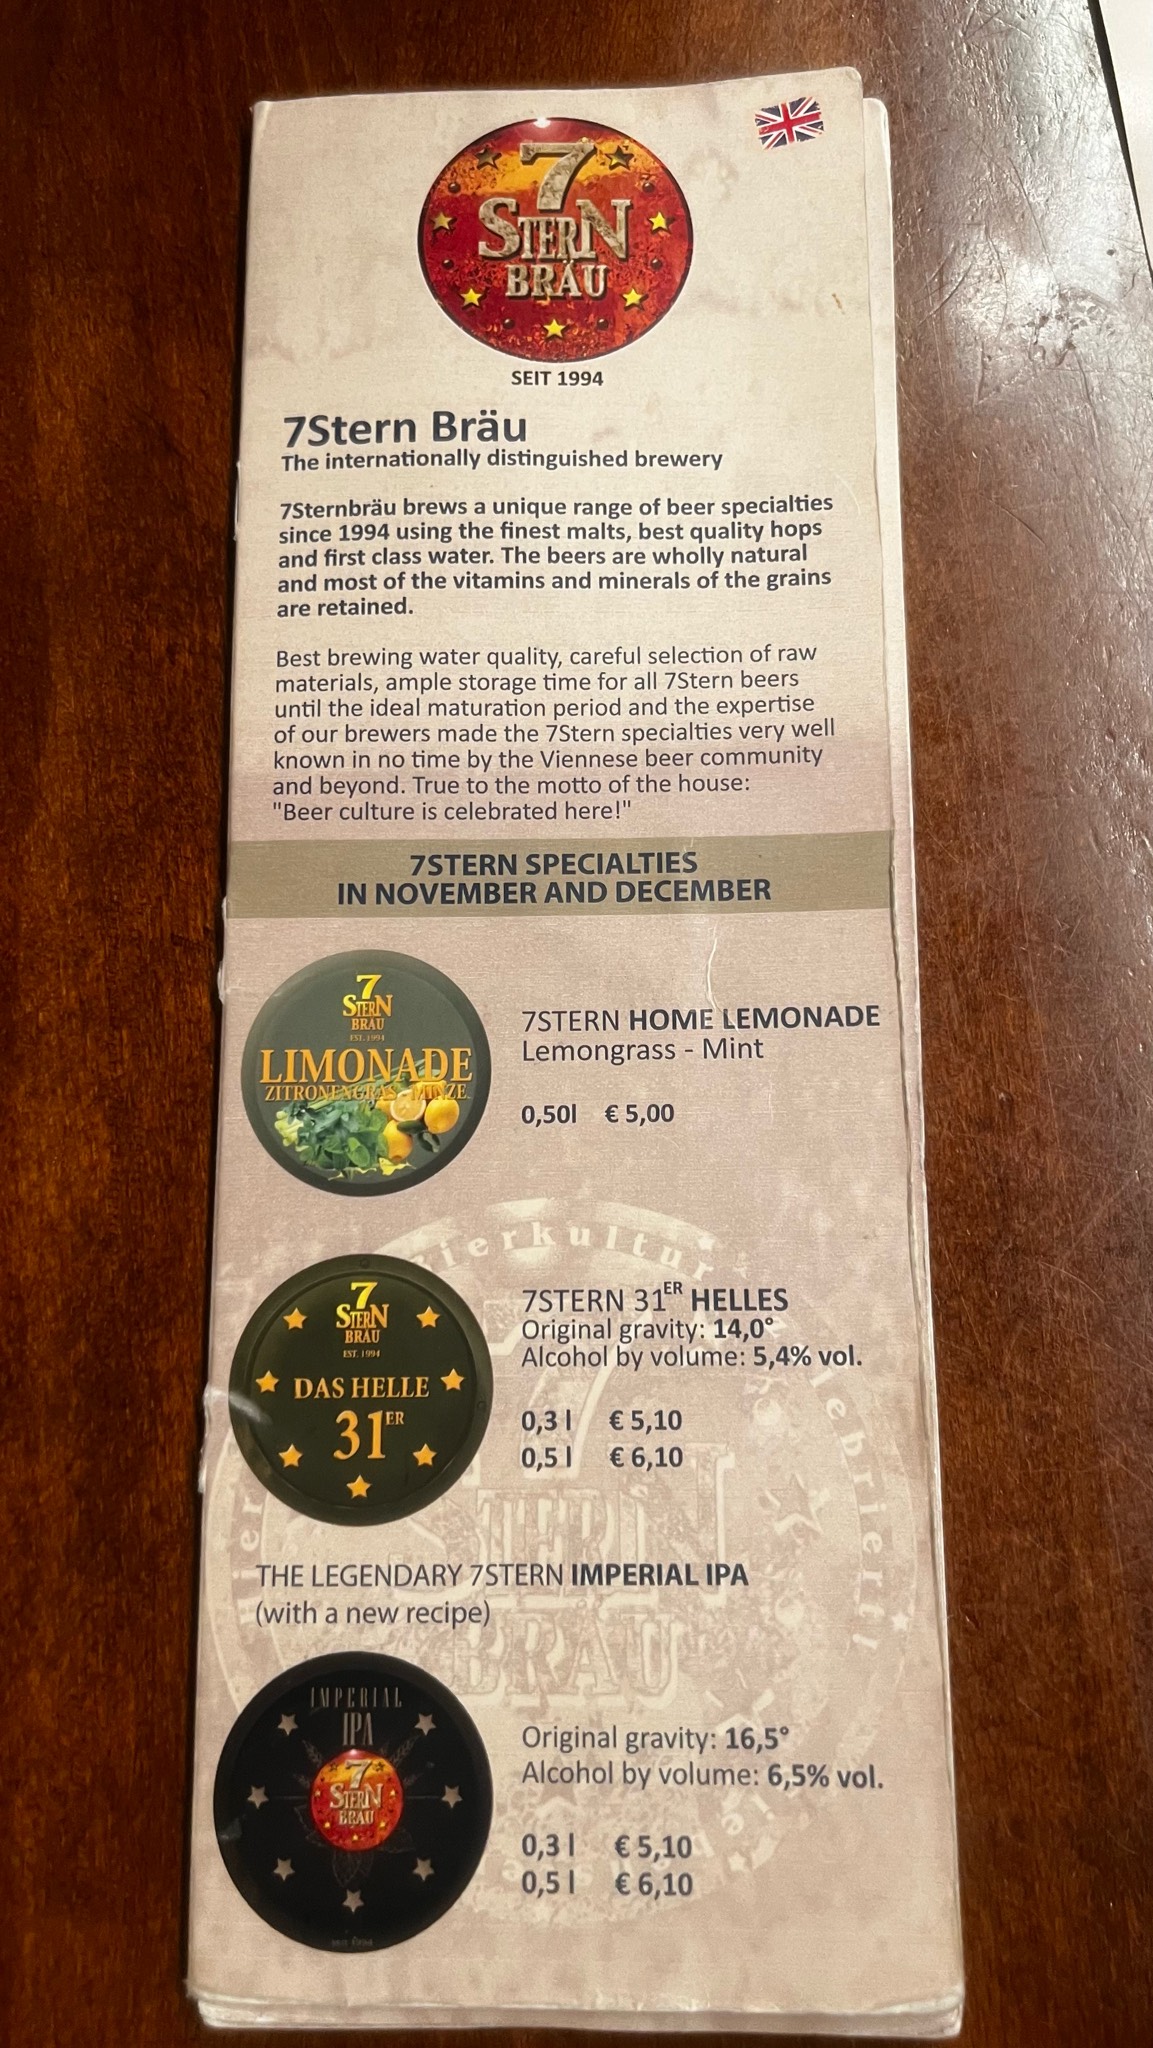 7
STERN
BRÄU
SEIT 1994
7Stern Bräu
The internationally distinguished brewery
7Sternbräu brews a unique range of beer specialties
since 1994 using the finest malts, best quality hops
and first class water. The beers are wholly natural
and most of the vitamins and minerals of the grains
are retained.
Best brewing water quality, careful selection of raw
materials, ample storage time for all 7Stern beers
until the ideal maturation period and the expertise
of our brewers made the 7Stern specialties very well
known in no time by the Viennese beer community
and beyond. True to the motto of the house:
"Beer culture is celebrated here!"
7STERN SPECIALTIES
IN NOVEMBER AND DECEMBER
7
STERN
BRÄU
EST. 1994
LIMONADE
ZITRONENGRAS - MINZE
7STERN HOME LEMONADE
Lemongrass - Mint
0,50l € 5,00
Bierkultur
7
STERN
BRÄU
EST. 1994
DAS HELLE
31ER
7STERN 31ER HELLES
Original gravity: 14,0°
Alcohol by volume: 5,4% vol.
0,3 l € 5,10
0,5 l € 6,10
STERN
BRÄU
THE LEGENDARY 7STERN IMPERIAL IPA
(with a new recipe)
IMPERIAL
IPA
7
STERN
BRÄU
Original gravity: 16,5°
Alcohol by volume: 6,5% vol.
0,3 l € 5,10
0,5 l € 6,10